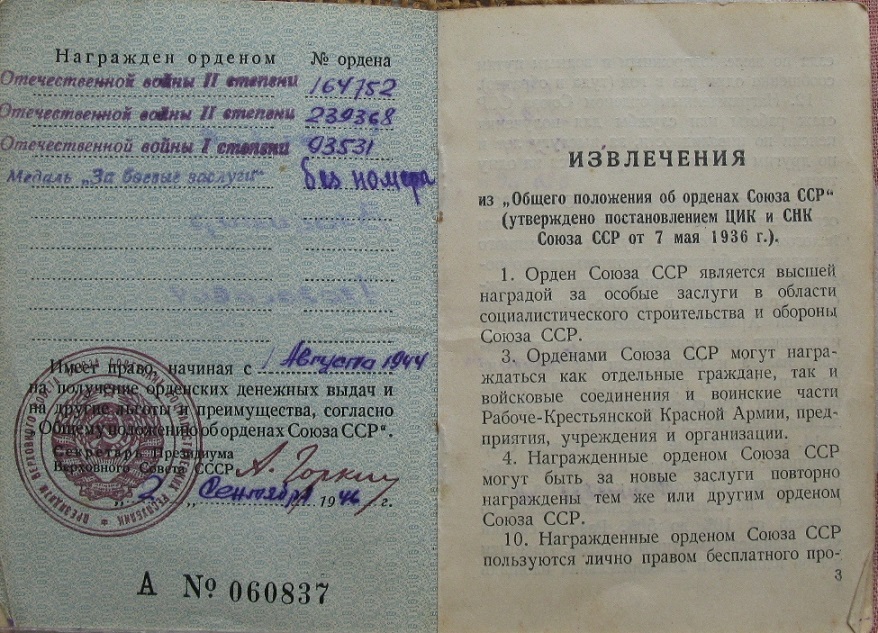 Награжден орденом № ордена
Отечественной войны II степени 164752
Отечественной войны II степени 239368
Отечественной войны I степени 93531
Медаль „За боевые заслуги" без номера
Имеет право, начиная с 1 Августа 1944
на получение орденских денежных выдач и
на другие льготы и преимущества, согласно
„Общему положению об орденах Союза ССР".
Секретарь Президиума
Верховного Совета СССР А. Горкин
„2" Сентября 1946 г.
А № 060837
ИЗВЛЕЧЕНИЯ
из „Общего положения об орденах Союза ССР"
(утверждено постановлением ЦИК и СНК
Союза ССР от 7 мая 1936 г.).
1. Орден Союза ССР является высшей
наградой за особые заслуги в области
социалистического строительства и обороны
Союза ССР.
3. Орденами Союза ССР могут награ-
ждаться как отдельные граждане, так и
войсковые соединения и воинские части
Рабоче-Крестьянской Красной Армии, пред-
приятия, учреждения и организации.
4. Награжденные орденом Союза ССР
могут быть за новые заслуги повторно
награждены тем же или другим орденом
Союза ССР.
10. Награжденные орденом Союза ССР
пользуются лично правом бесплатного про-
3